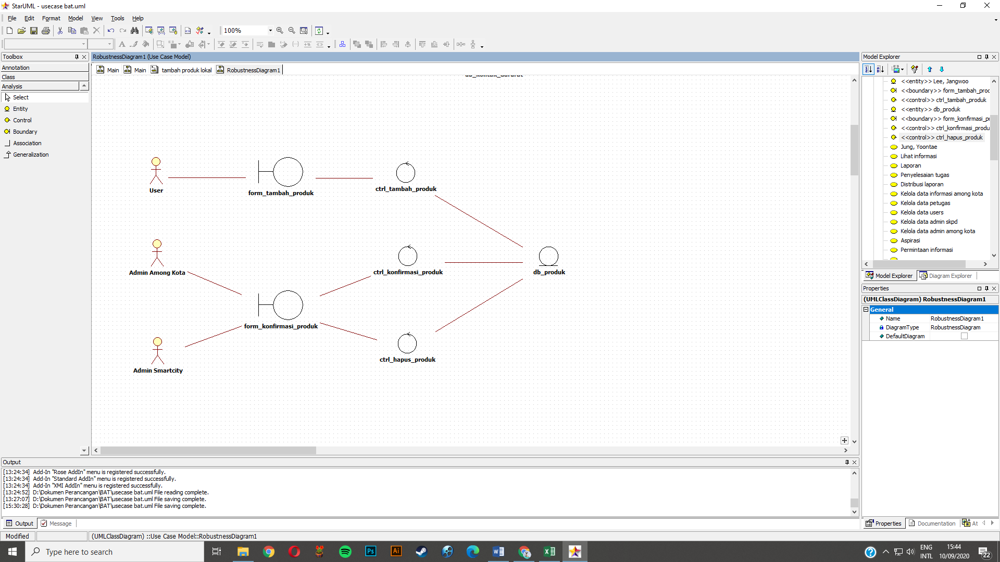 StarUML - usecase bat.uml
File Edit Format Model View Tools Help
100%
Toolbox
Annotation
Class
Analysis
Select
Entity
Control
Boundary
Association
Generalization
RobustnessDiagram1 (Use Case Model)
Main Main tambah produk lokal RobustnessDiagram1
db_kontak_darurat
User
form_tambah_produk
ctrl_tambah_produk
Admin Among Kota
ctrl_konfirmasi_produk
db_produk
form_konfirmasi_produk
ctrl_hapus_produk
Admin Smartcity
Model Explorer
<<entity>> Lee, Jangwoo
<<boundary>> form_tambah_proc
<<control>> ctrl_tambah_produk
<<entity>> db_produk
<<boundary>> form_konfirmasi_pr
<<control>> ctrl_konfirmasi_produ
<<control>> ctrl_hapus_produk
Jung, Yoontae
Lihat informasi
Laporan
Penyelesaian tugas
Distribusi laporan
Kelola data informasi among kota
Kelola data petugas
Kelola data users
Kelola data admin skpd
Kelola data admin among kota
Aspirasi
Permintaan informasi
Model Explorer Diagram Explorer
Properties
(UMLClassDiagram) RobustnessDiagram1
General
Name RobustnessDiagram1
DiagramType RobustnessDiagram
DefaultDiagram
Output
[13:24:34] Add-In "Rose AddIn" menu is registered successfully.
[13:24:34] Add-In "Standard AddIn" menu is registered successfully.
[13:24:34] Add-In "XMI AddIn" menu is registered successfully.
[13:24:52] D:\Dokumen Perancangan\BAT\usecase bat.uml File reading complete.
[13:27:07] D:\Dokumen Perancangan\BAT\usecase bat.uml File saving complete.
[15:30:28] D:\Dokumen Perancangan\BAT\usecase bat.uml File saving complete.
Output Message
Properties Documentation At
Modified
(UMLClassDiagram) ::Use Case Model::RobustnessDiagram1
Type here to search
Ps
Ai
ENG
INTL
15:44
10/09/2020
22